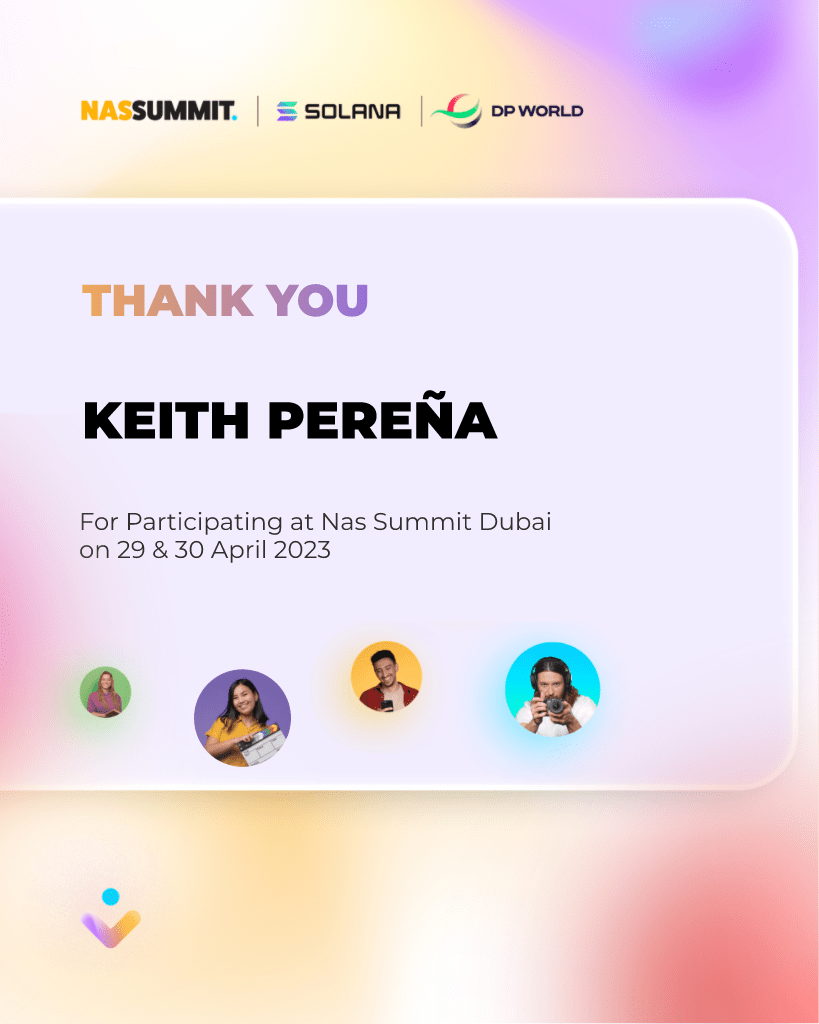 NASSUMMIT. SOLANA DP WORLD
THANK YOU
KEITH PEREÑA
For Participating at Nas Summit Dubai
on 29 & 30 April 2023